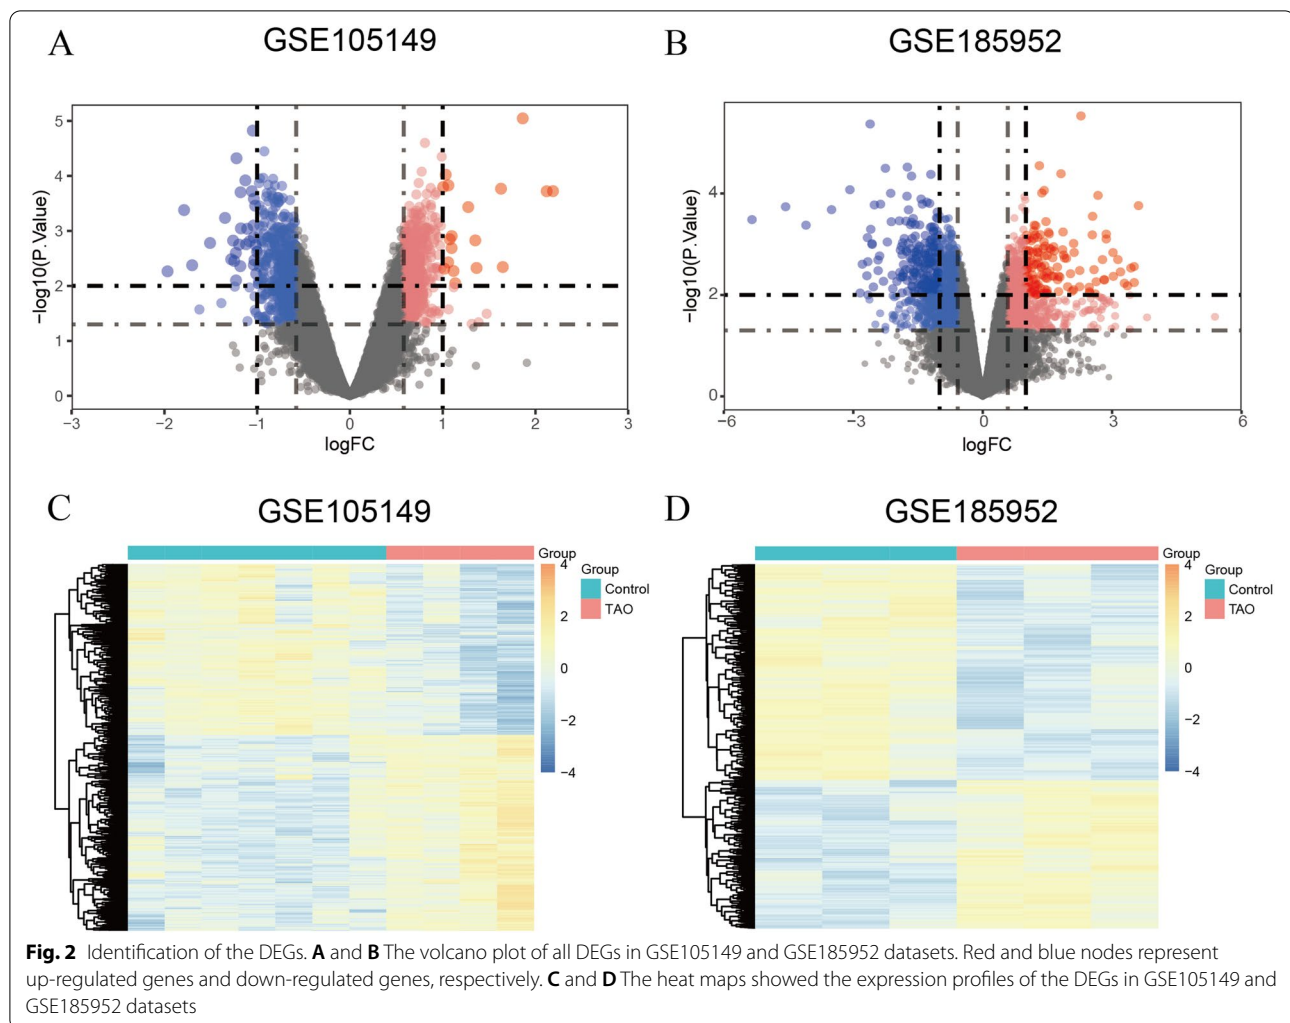 A
GSE105149
5
4
3
2
1
0
−log10(P.Value)
−3
−2
−1
0
1
2
3
logFC
B
GSE185952
4
2
0
−log10(P.Value)
−6
−3
0
3
6
logFC
C
GSE105149
Group
4
2
0
−2
−4
Group
Control
TAO
D
GSE185952
Group
4
2
0
−2
−4
Group
Control
TAO
Fig. 2 Identification of the DEGs. A and B The volcano plot of all DEGs in GSE105149 and GSE185952 datasets. Red and blue nodes represent
up-regulated genes and down-regulated genes, respectively. C and D The heat maps showed the expression profiles of the DEGs in GSE105149 and
GSE185952 datasets